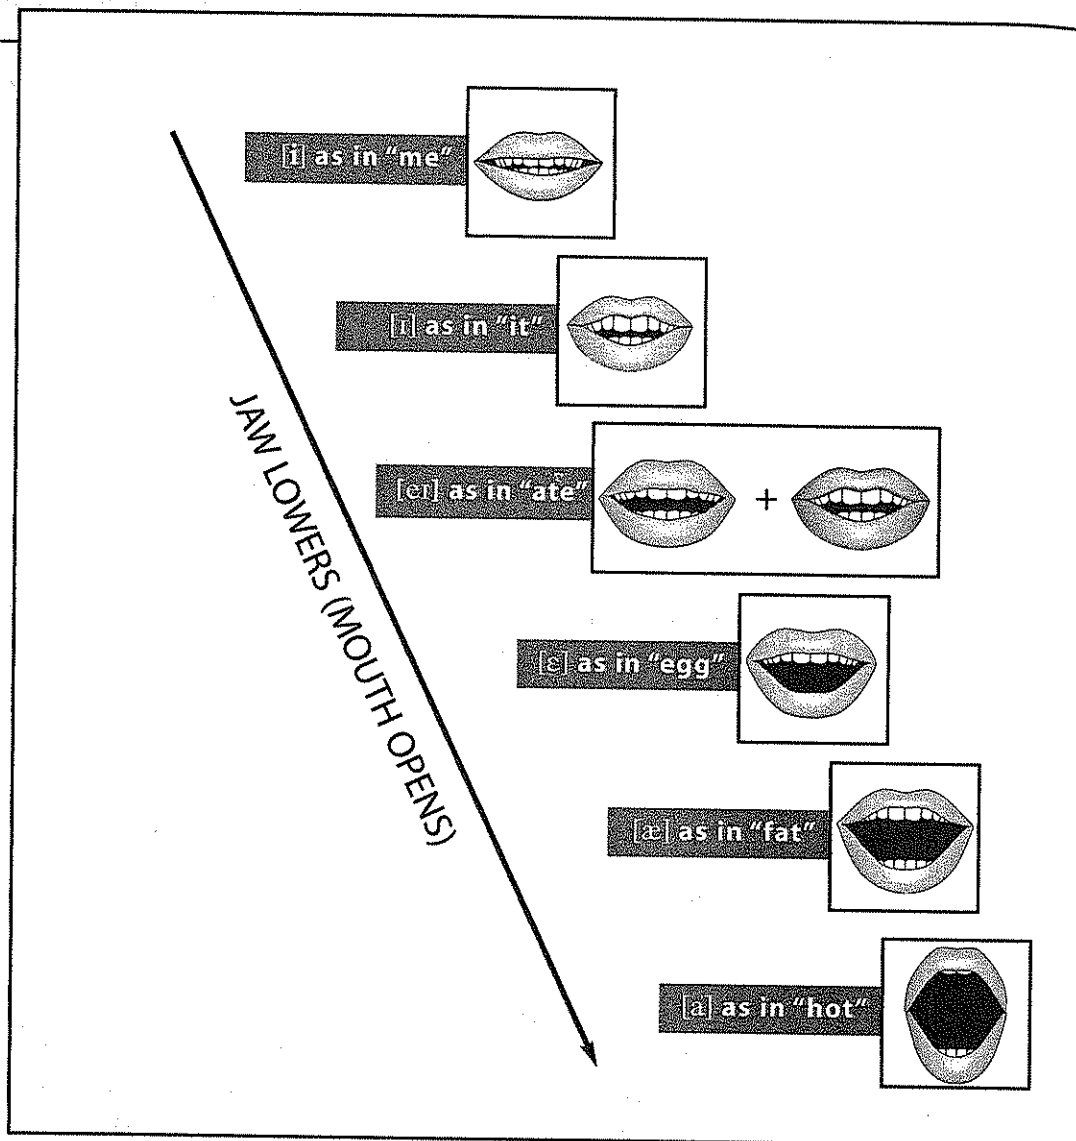 [i] as in "me"
[ɪ] as in "it"
[eɪ] as in "ate"
+
[ɛ] as in "egg"
[æ] as in "fat"
[a] as in "hot"
JAW LOWERS (MOUTH OPENS)